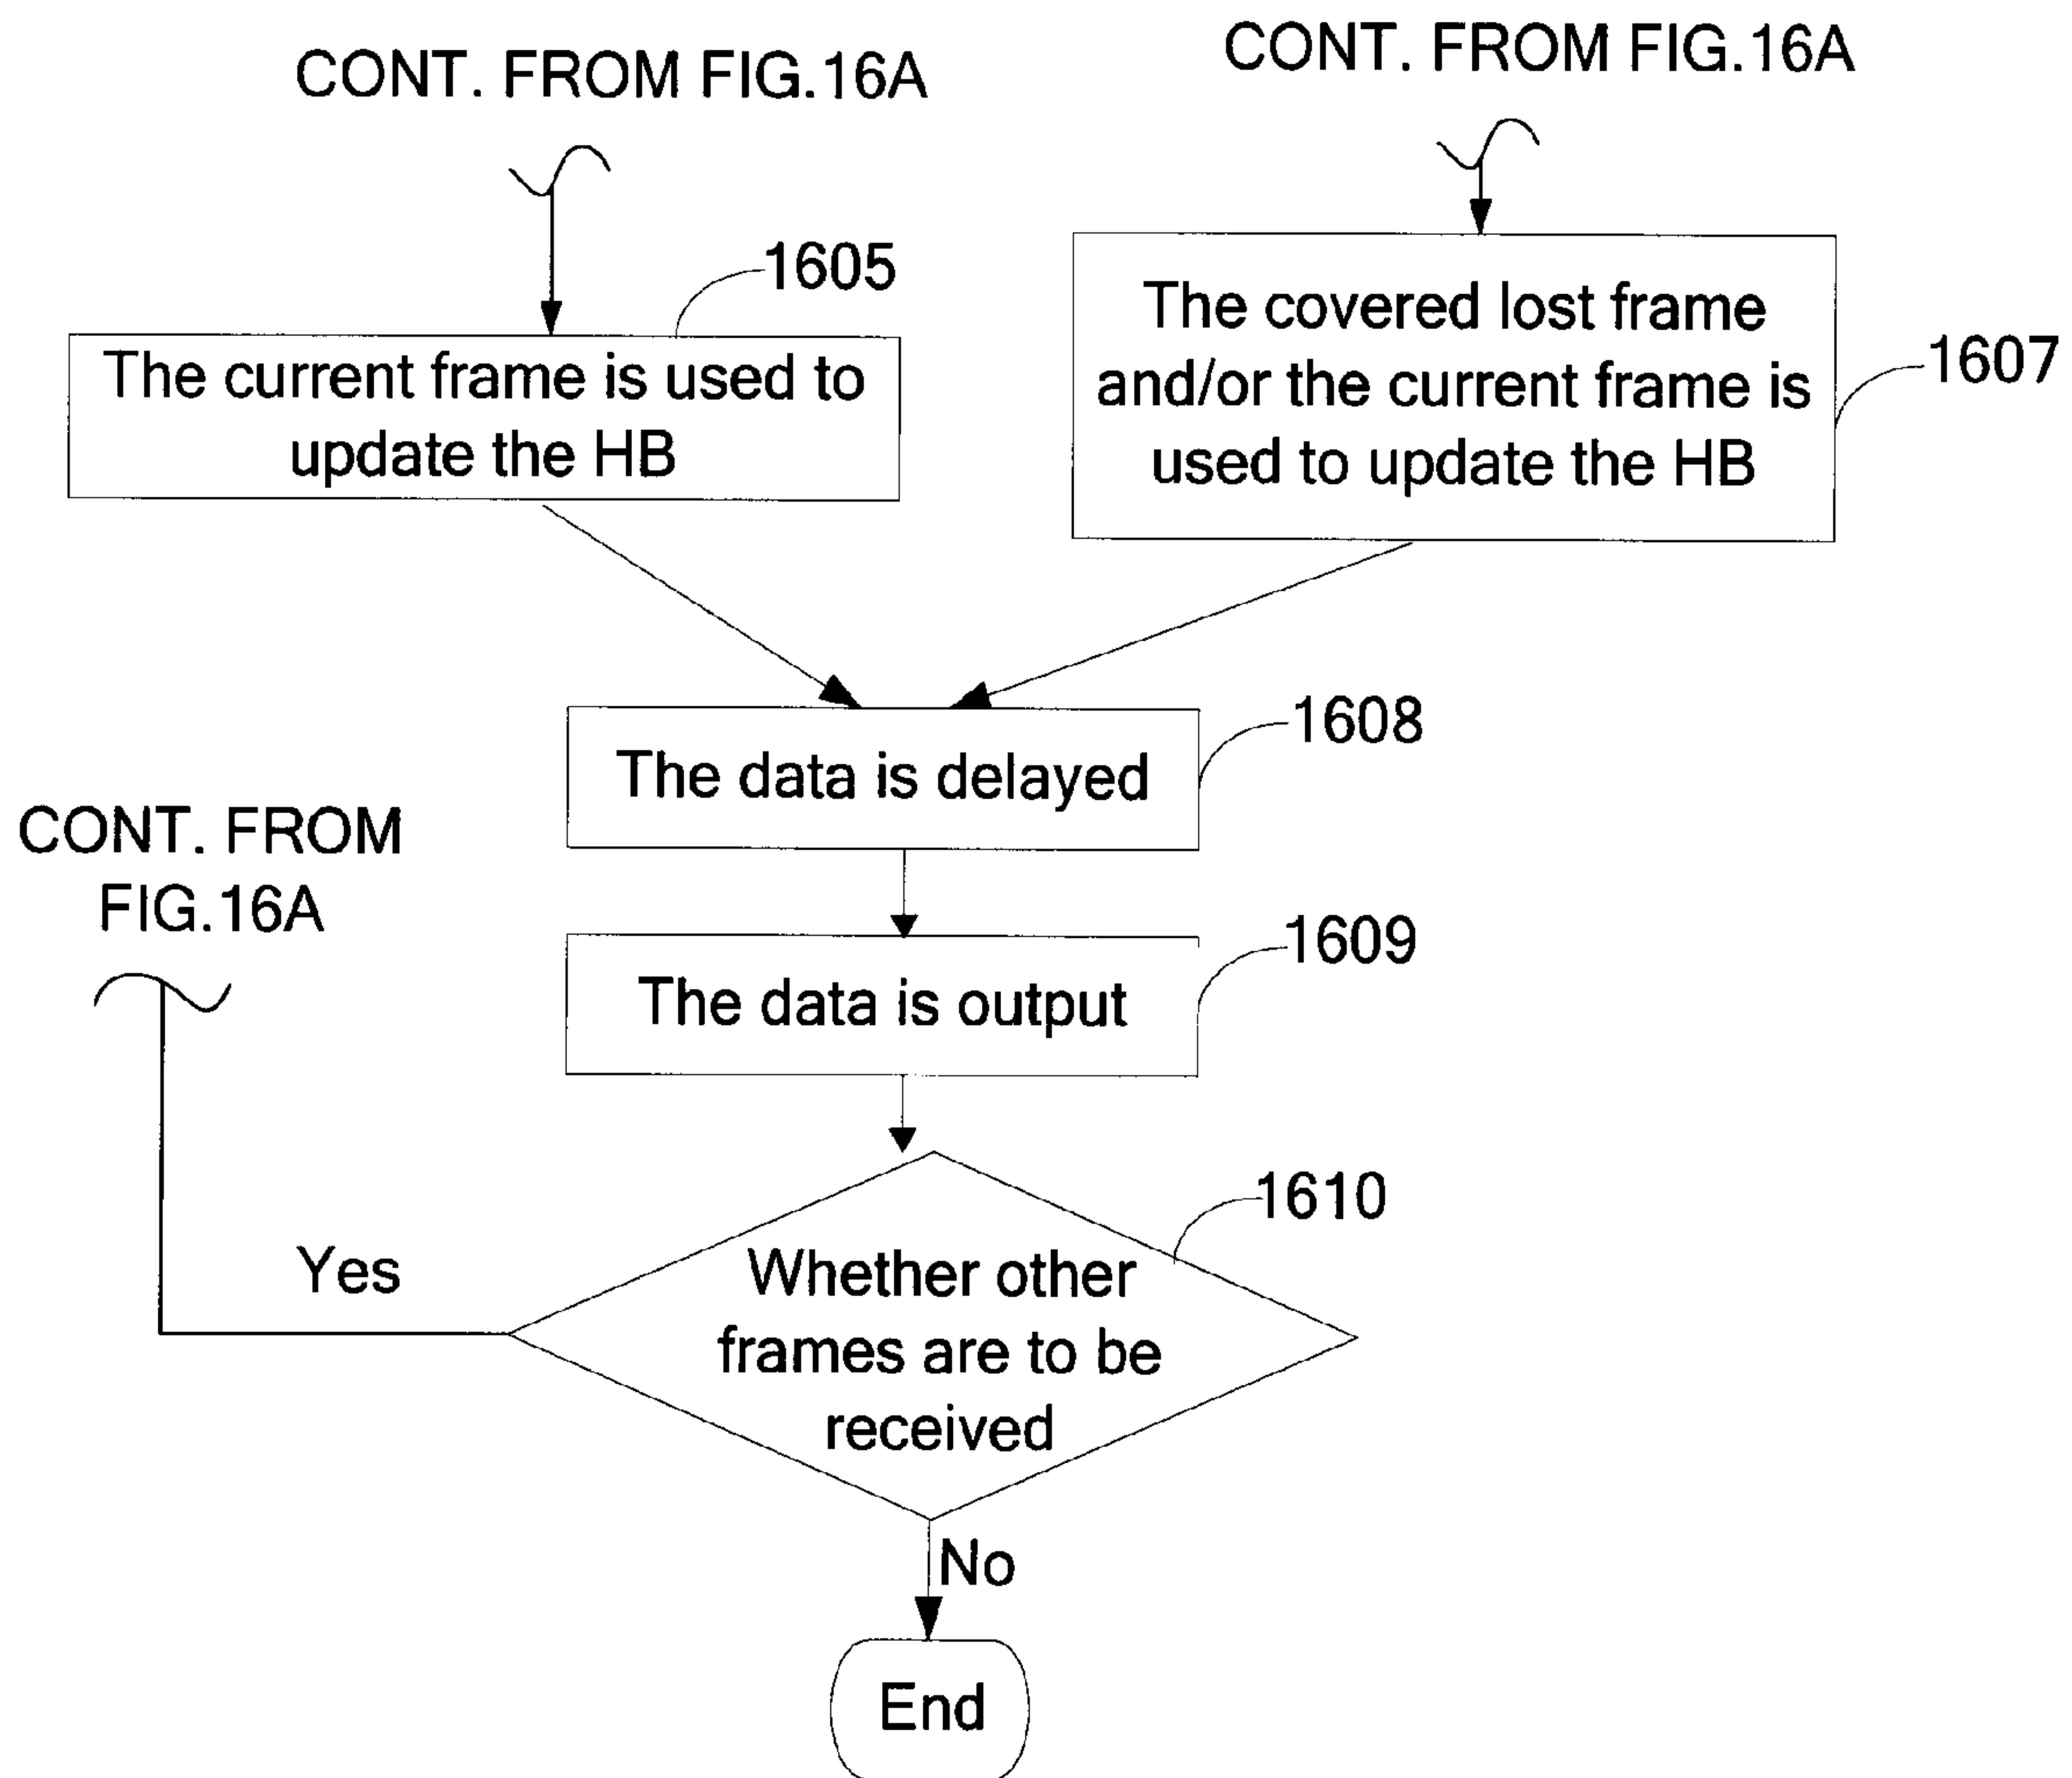 CONT. FROM FIG.16A
CONT. FROM FIG.16A
1605
The current frame is used to
update the HB
The covered lost frame
and/or the current frame is
used to update the HB
1607
1608
The data is delayed
CONT. FROM
FIG.16A
1609
The data is output
1610
Yes
Whether other
frames are to be
received
No
End